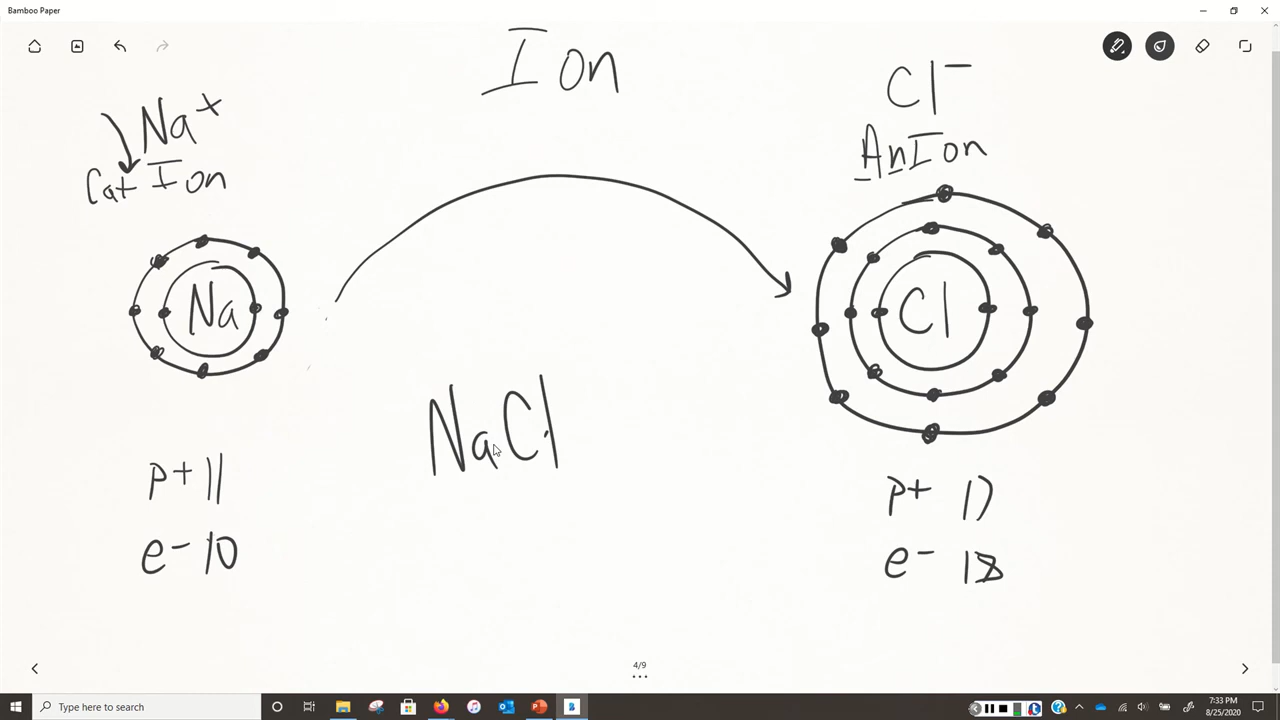 Bamboo Paper
Ion
Na+
Cat Ion
Cl-
AnIon
Na
Cl
NaCl
p+ 11
e- 10
p+ 17
e- 18
4/9
Type here to search
7:33 PM
8/25/2020